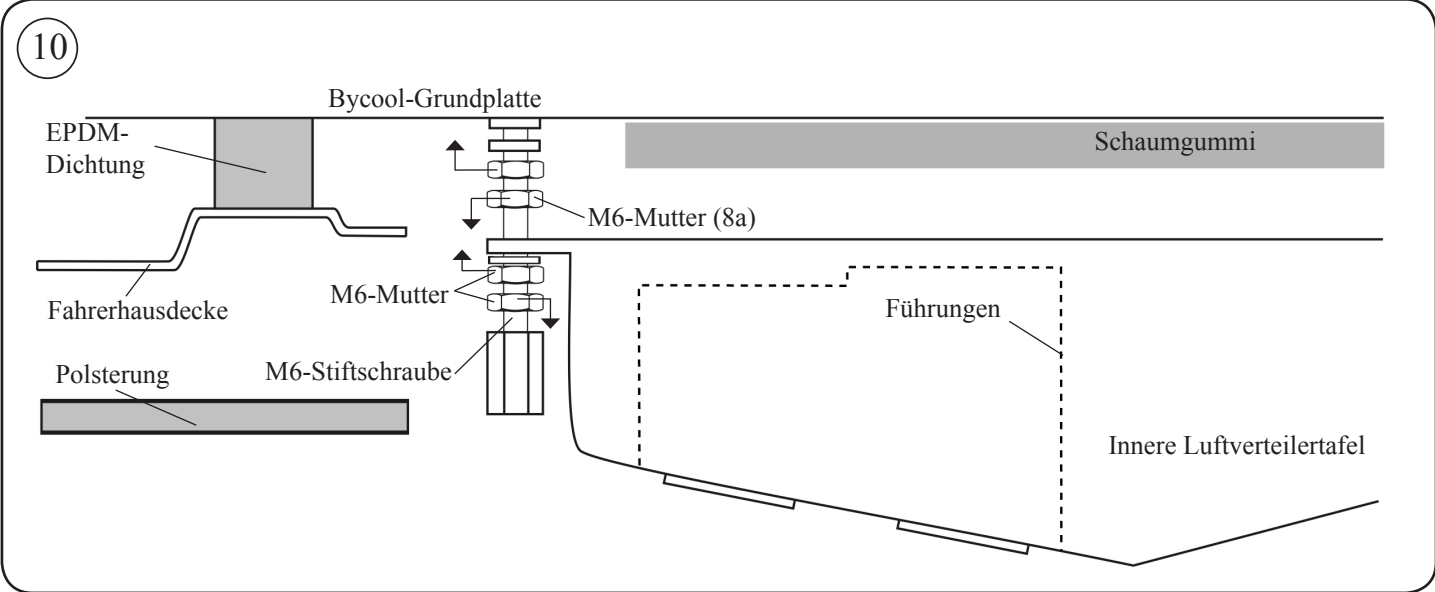 10
Bycool-Grundplatte
EPDM-
Dichtung
Schaumgummi
M6-Mutter (8a)
M6-Mutter
Fahrerhausdecke
Führungen
M6-Stiftschraube
Polsterung
Innere Luftverteilertafel